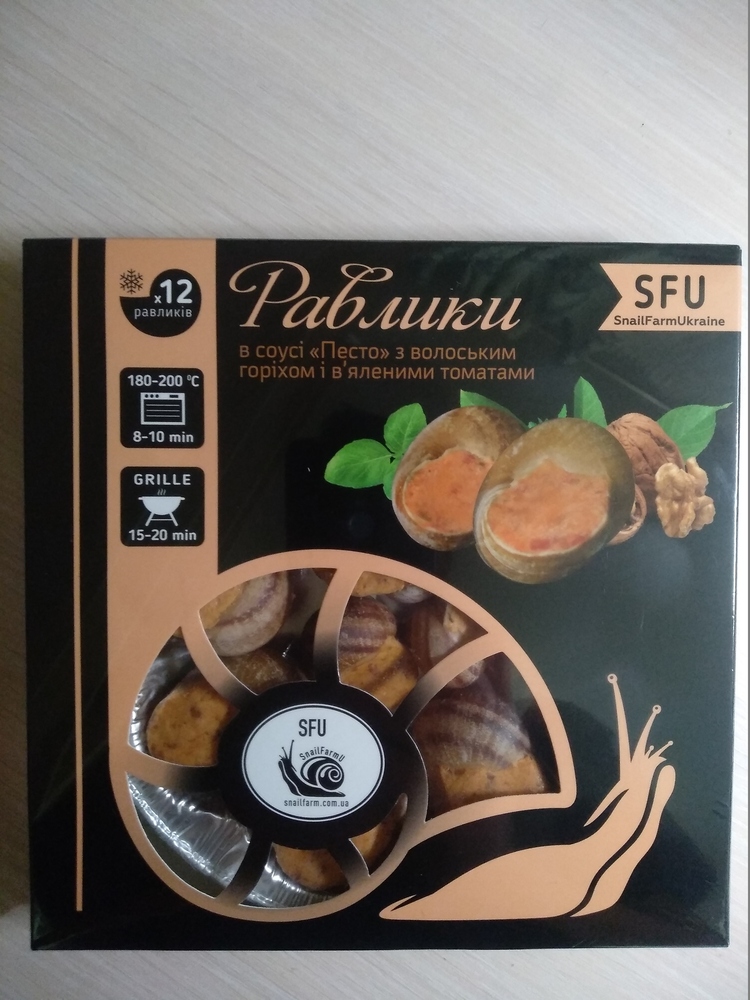 x12
равликів
Равлики
в соусі «Песто» з волоським
горіхом і в'яленими томатами
SFU
SnailFarmUkraine
180-200 °C
8-10 min
GRILLE
15-20 min
SFU
SnailFarmU
snailfarm.com.ua